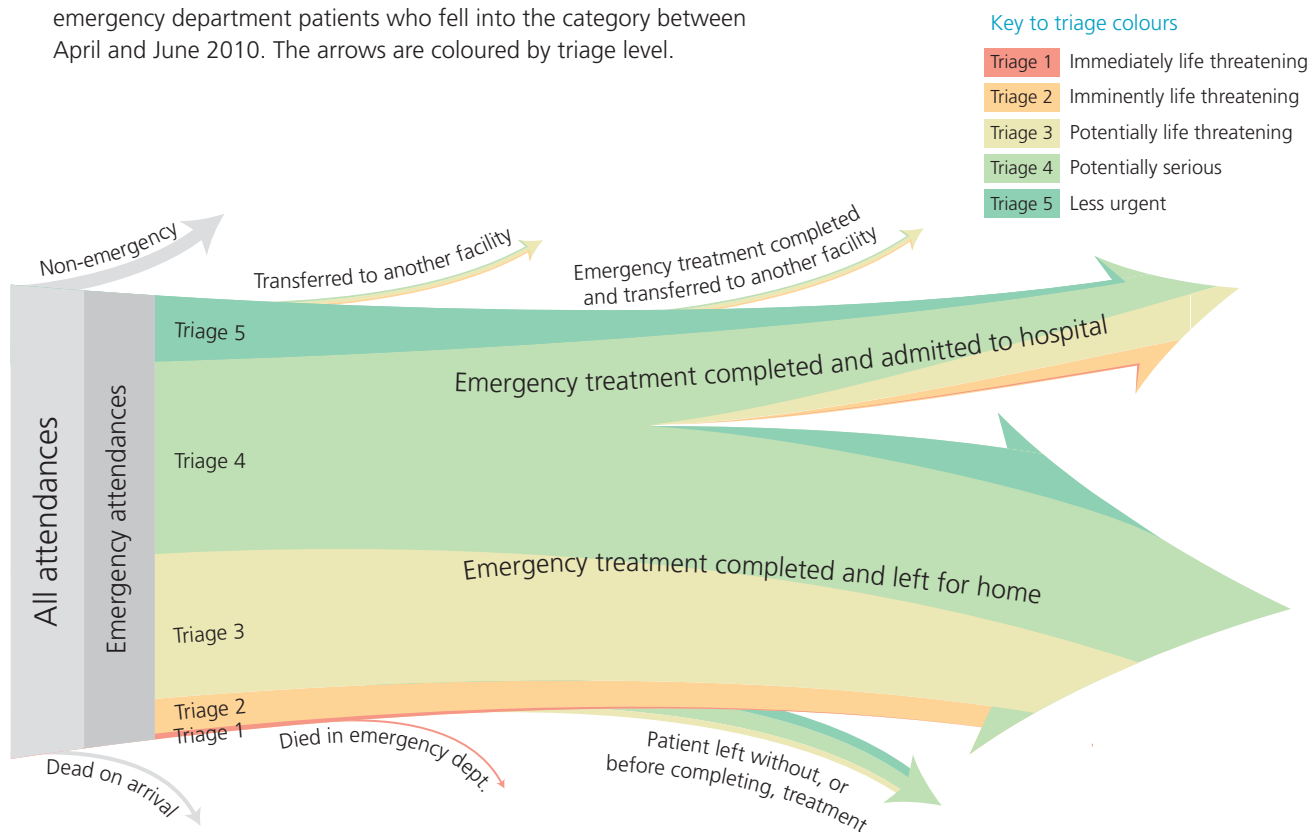 emergency department patients who fell into the category between
April and June 2010. The arrows are coloured by triage level.
Key to triage colours
Triage 1 Immediately life threatening
Triage 2 Imminently life threatening
Triage 3 Potentially life threatening
Triage 4 Potentially serious
Triage 5 Less urgent
Non-emergency
Transferred to another facility
Emergency treatment completed
and transferred to another facility
All attendances
Emergency attendances
Triage 5
Emergency treatment completed and admitted to hospital
Triage 4
Emergency treatment completed and left for home
Triage 3
Triage 2
Triage 1
Dead on arrival
Died in emergency dept.
Patient left without, or
before completing, treatment